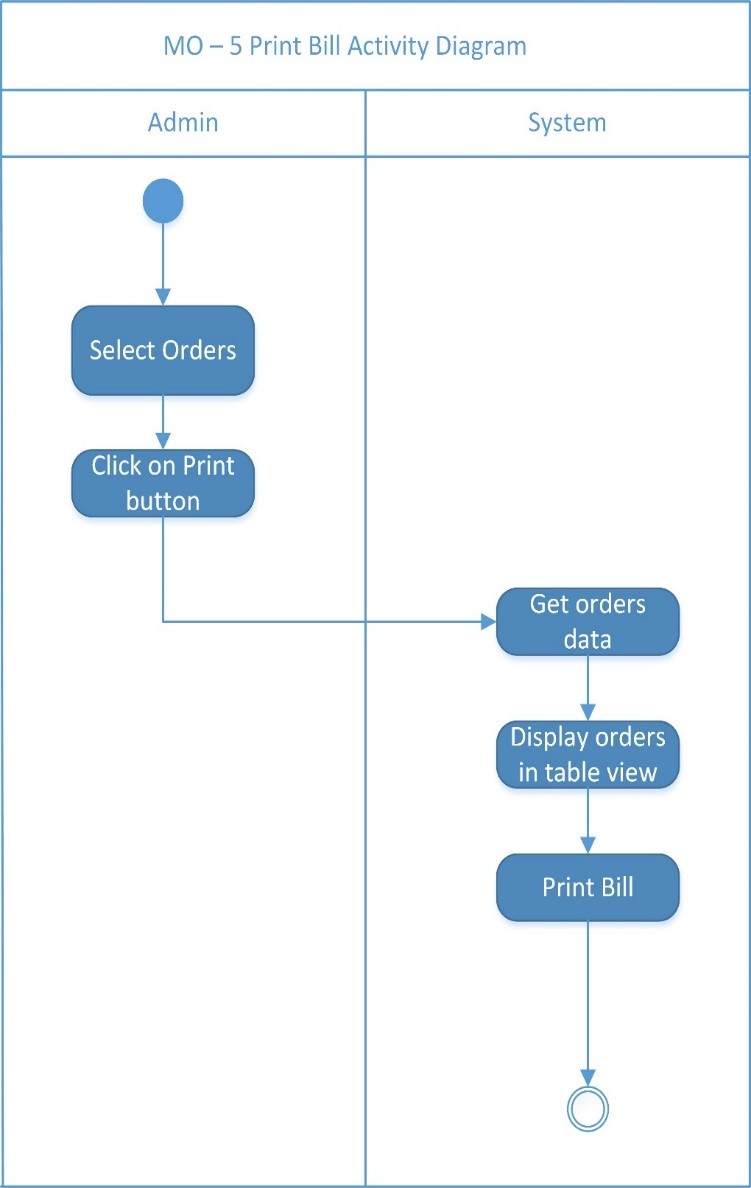 MO – 5 Print Bill Activity Diagram
Admin
System
Select Orders
Click on Print
button
Get orders
data
Display orders
in table view
Print Bill